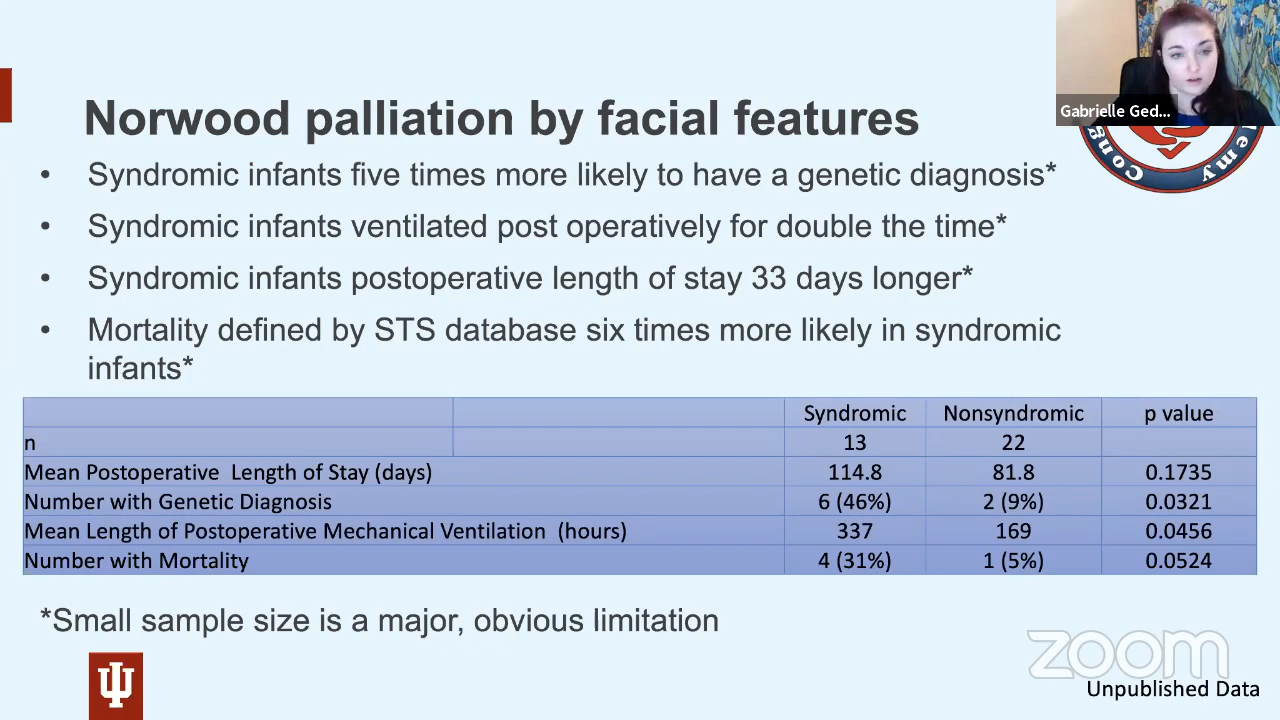 Gabrielle Ged...
Norwood palliation by facial features
• Syndromic infants five times more likely to have a genetic diagnosis*
• Syndromic infants ventilated post operatively for double the time*
• Syndromic infants postoperative length of stay 33 days longer*
• Mortality defined by STS database six times more likely in syndromic
infants*
Syndromic Nonsyndromic p value
n 13 22
Mean Postoperative Length of Stay (days) 114.8 81.8 0.1735
Number with Genetic Diagnosis 6 (46%) 2 (9%) 0.0321
Mean Length of Postoperative Mechanical Ventilation (hours) 337 169 0.0456
Number with Mortality 4 (31%) 1 (5%) 0.0524
*Small sample size is a major, obvious limitation
zoom
Unpublished Data